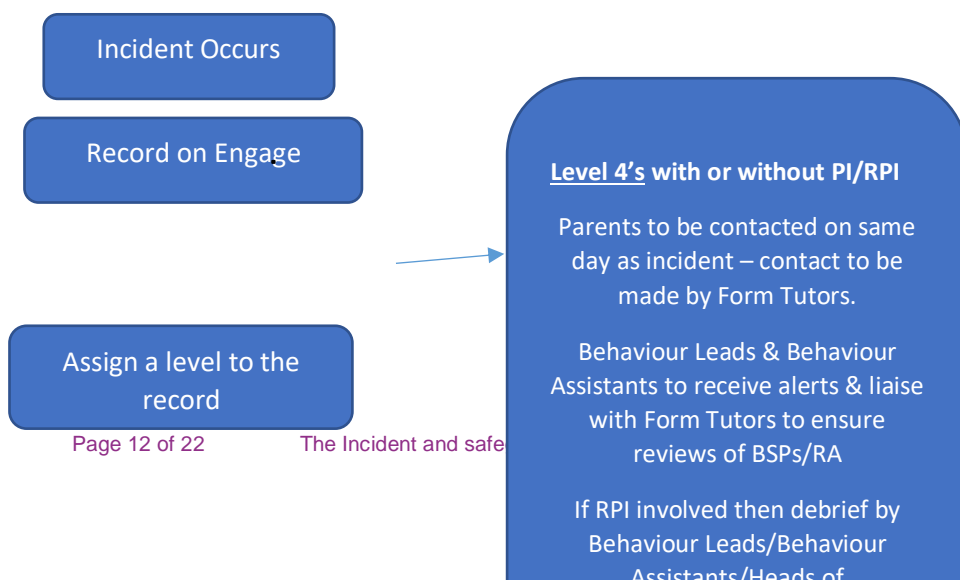 Incident Occurs
Record on Engage
Assign a level to the
record
Page 12 of 22
The Incident and safe
Level 4's with or without PI/RPI
Parents to be contacted on same
day as incident – contact to be
made by Form Tutors.
Behaviour Leads & Behaviour
Assistants to receive alerts & liaise
with Form Tutors to ensure
reviews of BSPs/RA
If RPI involved then debrief by
Behaviour Leads/Behaviour
Assistants/Heads of